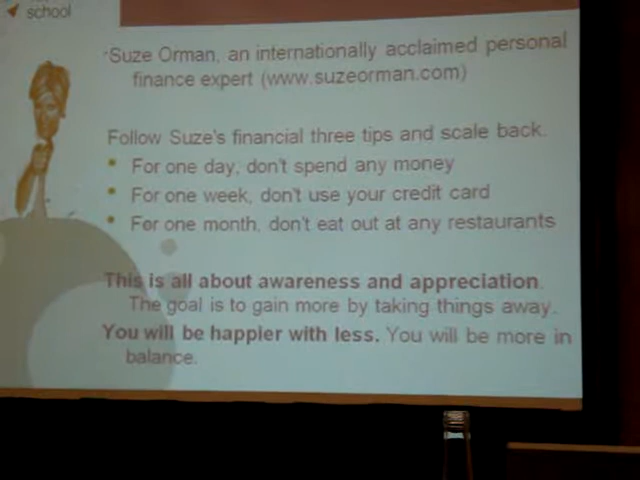 school
-Suze Orman, an internationally acclaimed personal
finance expert (www.suzeorman.com)
Follow Suze's financial three tips and scale back.
• For one day, don't spend any money
• For one week, don't use your credit card
• For one month, don't eat out at any restaurants
This is all about awareness and appreciation.
The goal is to gain more by taking things away.
You will be happier with less. You will be more in
balance.